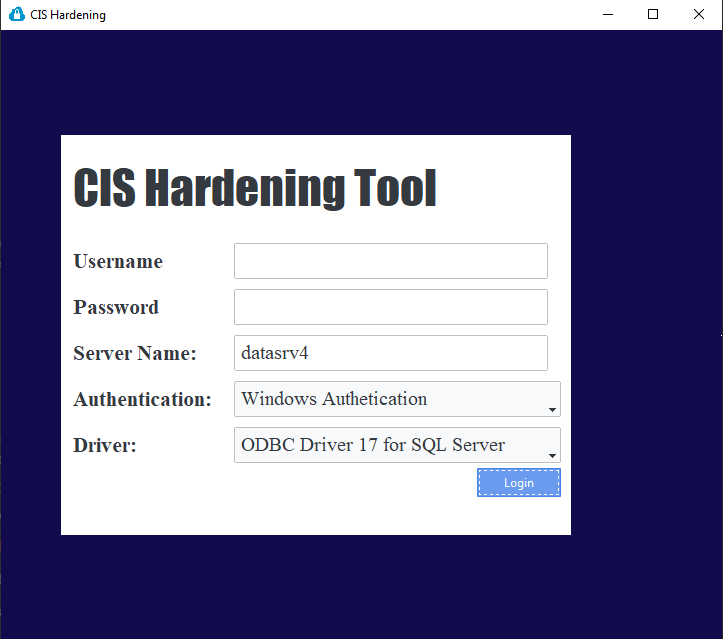 CIS Hardening
CIS Hardening Tool
Username
Password
Server Name: datasrv4
Authentication: Windows Authetication
Driver: ODBC Driver 17 for SQL Server
Login